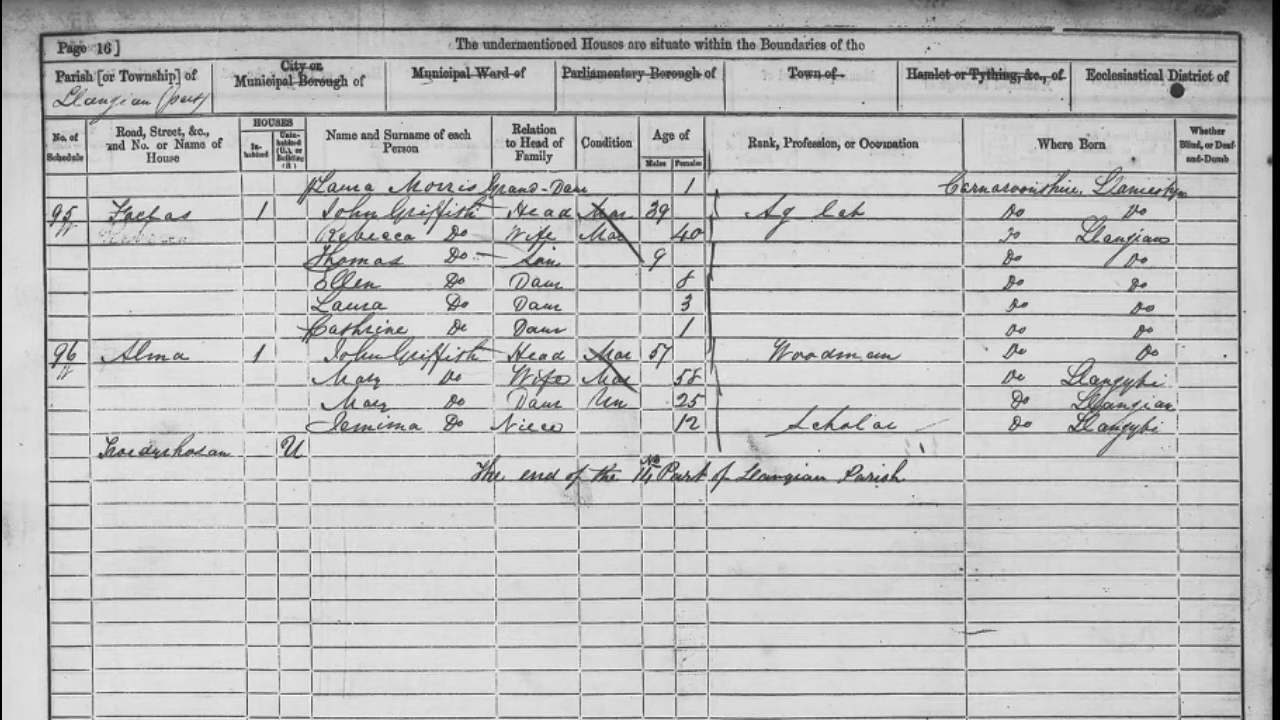 Page 16]
The undermentioned Houses are situate within the Boundaries of the
Parish [or Township] of
Llangian (part)
City or Municipal Borough of
Municipal Ward of
Parliamentary Borough of
Town of
Hamlet or Tything, &c., of
Ecclesiastical District of
No. of Schedule
Road, Street, &c., and No. or Name of House
HOUSES
Inhabited
Uninhabited (U.), or Building (B.)
Name and Surname of each Person
Relation to Head of Family
Condition
Age of
Males
Females
Rank, Profession, or Occupation
Where Born
Whether Blind, or Deaf-and-Dumb
Laura Morris Grand-Daur 1 Carnarvonshire,
95 1 John Griffith Head Mar 39 Ag Lab Do Do
Rebecca Do Wife Mar 40 Do Llangian
Thomas Do Son 9 Do Do
Ellen Do Daur 8 Do Do
Laura Do Daur 3 Do Do
Cathrine Do Daur 1 Do Do
96 Alma 1 John Griffith Head Mar 57 Woodman Do Do
Mary Do Wife Mar 58 Do Llangybi
Mary Do Daur Un 25 Do Llangian
Jemima Do Niece 12 Scholar Do Llangybi
U
The end of the Part of Llangian Parish